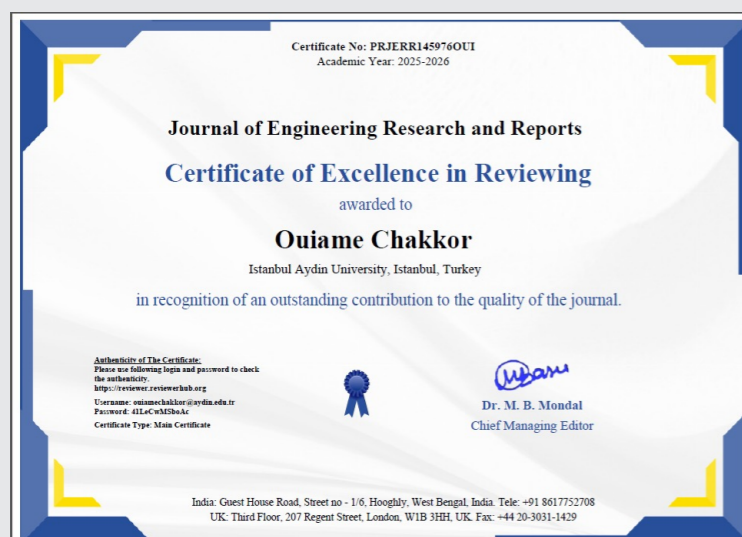 Certificate No: PRJERR145976OUI
Academic Year: 2025-2026
Journal of Engineering Research and Reports
Certificate of Excellence in Reviewing
awarded to
Ouiame Chakkor
Istanbul Aydin University, Istanbul, Turkey
in recognition of an outstanding contribution to the quality of the journal.
Authenticity of The Certificate:
Please use following login and password to check
the authenticity.
https://reviewer.reviewerhub.org
Username: ouiamechakkor@aydin.edu.tr
Password: 41LeCwMSboAc
Certificate Type: Main Certificate
Dr. M. B. Mondal
Chief Managing Editor
India: Guest House Road, Street no - 1/6, Hooghly, West Bengal, India. Tele: +91 8617752708
UK: Third Floor, 207 Regent Street, London, W1B 3HH, UK. Fax: +44 20-3031-1429